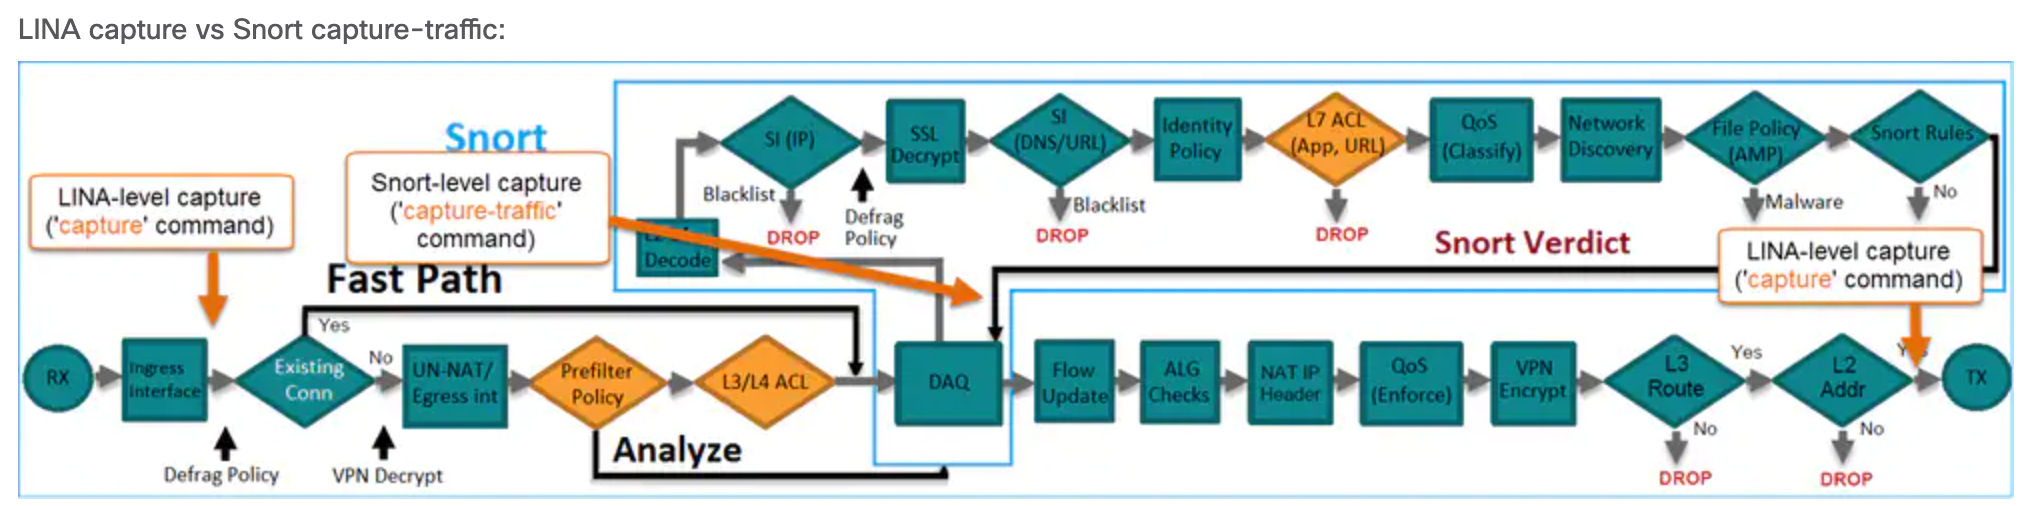 LINA capture vs Snort capture-traffic:
Snort
LINA-level capture
('capture' command)
Snort-level capture
('capture-traffic'
command)
SI (IP)
Blacklist
DROP
Defrag
Policy
SSL
Decrypt
SI
(DNS/URL)
Blacklist
DROP
Identity
Policy
L7 ACL
(App, URL)
DROP
QoS
(Classify)
Network
Discovery
File Policy
(AMP)
Malware
Snort Rules
No
Decode
Snort Verdict
LINA-level capture
('capture' command)
Fast Path
RX
Ingress
Interface
Defrag Policy
Existing
Conn
Yes
No
VPN Decrypt
UN-NAT/
Egress int
Prefilter
Policy
Analyze
L3/L4 ACL
DAQ
Flow
Update
ALG
Checks
NAT IP
Header
QoS
(Enforce)
VPN
Encrypt
L3
Route
Yes
No
DROP
L2
Addr
No
DROP
TX